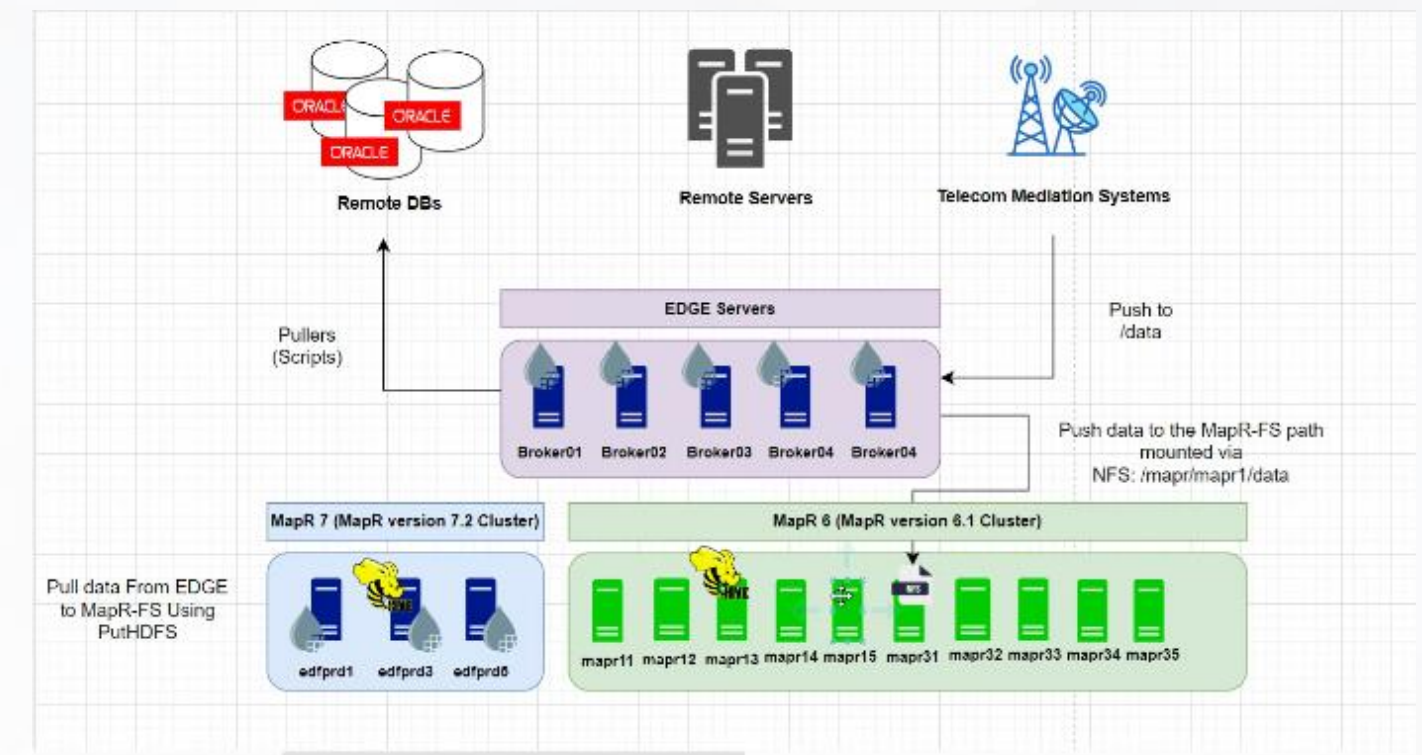 ORACLE
ORACLE
ORACLE
Remote DBs
Remote Servers
Telecom Mediation Systems
EDGE Servers
Pullers
(Scripts)
Push to
/data
Broker01 Broker02 Broker03 Broker04 Broker04
Push data to the MapR-FS path
mounted via
NFS: /mapr/mapr1/data
MapR 7 (MapR version 7.2 Cluster)
MapR 6 (MapR version 6.1 Cluster)
Pull data From EDGE
to MapR-FS Using
PutHDFS
HIVE
HIVE
NFS
edfprd1 edfprd3 edfprd6
mapr11 mapr12 mapr13 mapr14 mapr15 mapr31 mapr32 mapr33 mapr34 mapr35